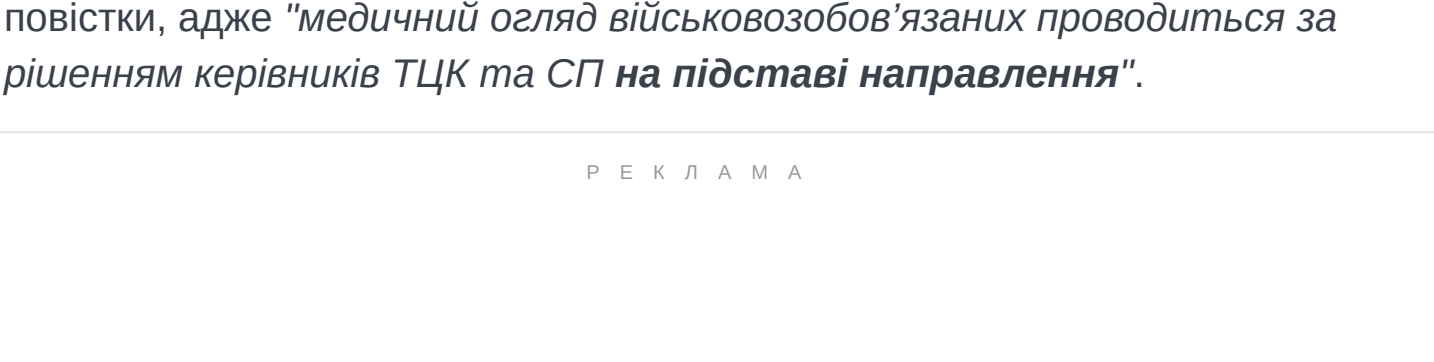 повістки, адже "медичний огляд військовозобов’язаних проводиться за
рішенням керівників ТЦК та СП на підставі направлення".
РЕКЛАМА